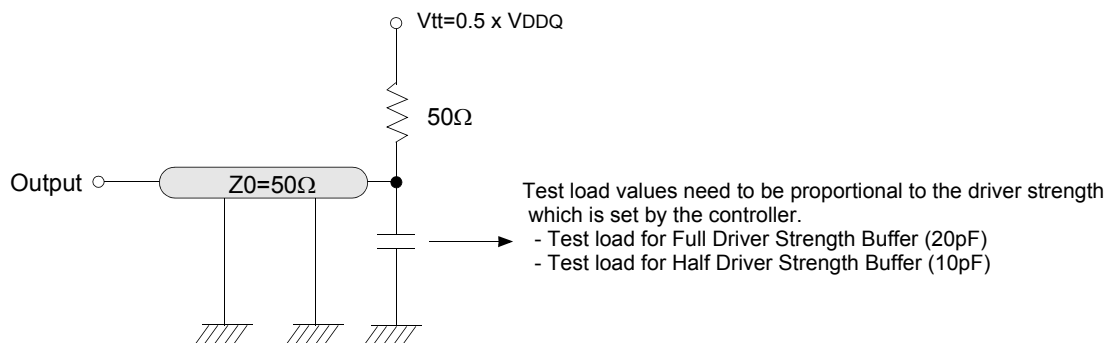 Vtt=0.5 x VDDQ
50Ω
Output
Z0=50Ω
Test load values need to be proportional to the driver strength
which is set by the controller.
- Test load for Full Driver Strength Buffer (20pF)
- Test load for Half Driver Strength Buffer (10pF)